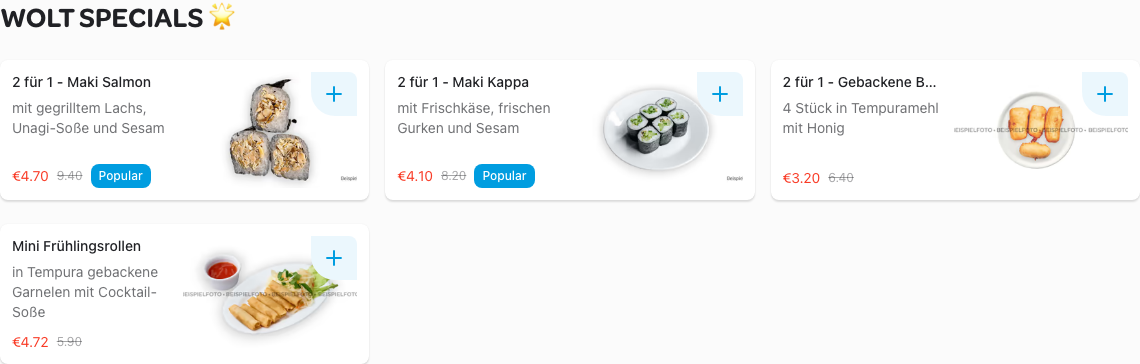 WOLT SPECIALS 🌟
2 für 1 - Maki Salmon
mit gegrilltem Lachs,
Unagi-Soße und Sesam
€4.70 9.40 Popular
Beispiel
2 für 1 - Maki Kappa
mit Frischkäse, frischen
Gurken und Sesam
€4.10 8.20 Popular
Beispiel
2 für 1 - Gebackene B...
4 Stück in Tempuramehl
mit Honig
BEISPIELFOTO • BEISPIELFOTO • BEISPIELFOTO
€3.20 6.40
Mini Frühlingsrollen
in Tempura gebackene
Garnelen mit Cocktail-
Soße
BEISPIELFOTO • BEISPIELFOTO • BEISPIELFOTO
€4.72 5.90